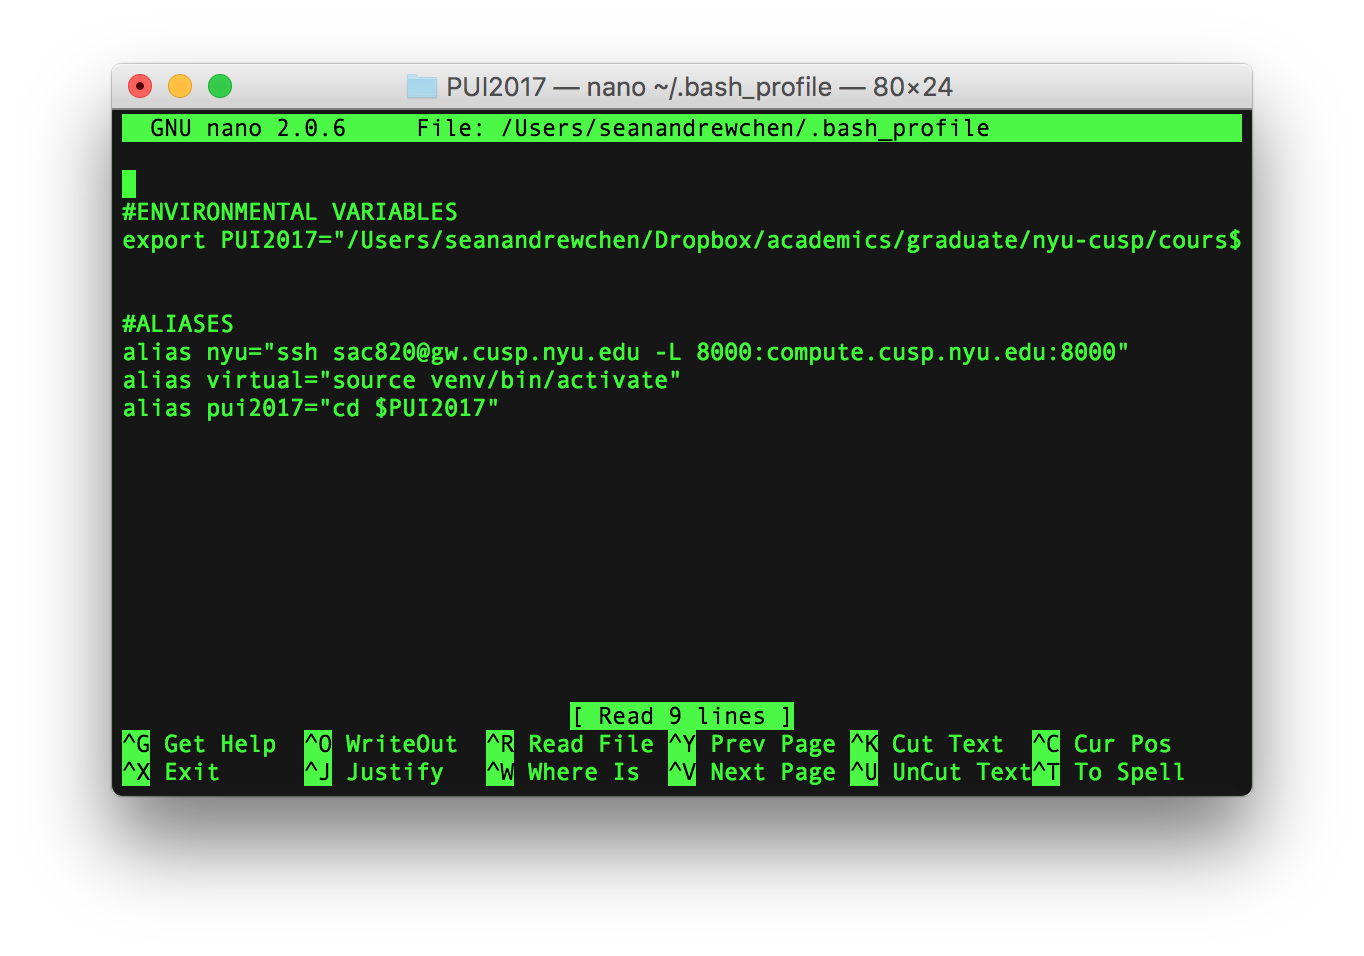 PUI2017 — nano ~/.bash_profile — 80×24
GNU nano 2.0.6 File: /Users/seanandrewchen/.bash_profile
#ENVIRONMENTAL VARIABLES
export PUI2017="/Users/seanandrewchen/Dropbox/academics/graduate/nyu-cusp/cours$
#ALIASES
alias nyu="ssh sac820@gw.cusp.nyu.edu -L 8000:compute.cusp.nyu.edu:8000"
alias virtual="source venv/bin/activate"
alias pui2017="cd $PUI2017"
[ Read 9 lines ]
^G Get Help ^O WriteOut ^R Read File ^Y Prev Page ^K Cut Text ^C Cur Pos
^X Exit ^J Justify ^W Where Is ^V Next Page ^U UnCut Text ^T To Spell